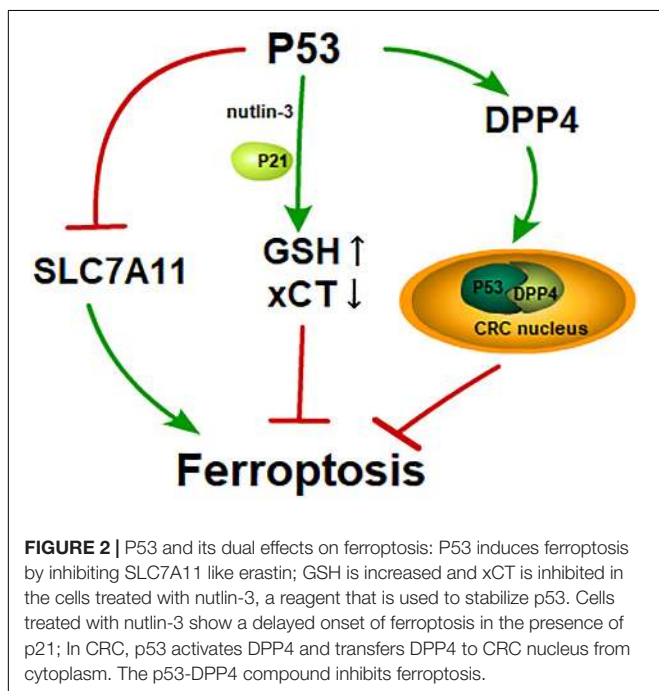 P53
nutlin-3
P21
DPP4
SLC7A11
GSH ↑
xCT ↓
P53 DPP4
CRC nucleus
Ferroptosis
FIGURE 2 | P53 and its dual effects on ferroptosis: P53 induces ferroptosis
by inhibiting SLC7A11 like erastin; GSH is increased and xCT is inhibited in
the cells treated with nutlin-3, a reagent that is used to stabilize p53. Cells
treated with nutlin-3 show a delayed onset of ferroptosis in the presence of
p21; In CRC, p53 activates DPP4 and transfers DPP4 to CRC nucleus from
cytoplasm. The p53-DPP4 compound inhibits ferroptosis.